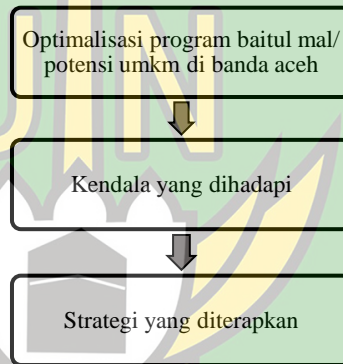 Optimalisasi program baitul mal/
potensi umkm di banda aceh
Kendala yang dihadapi
Strategi yang diterapkan